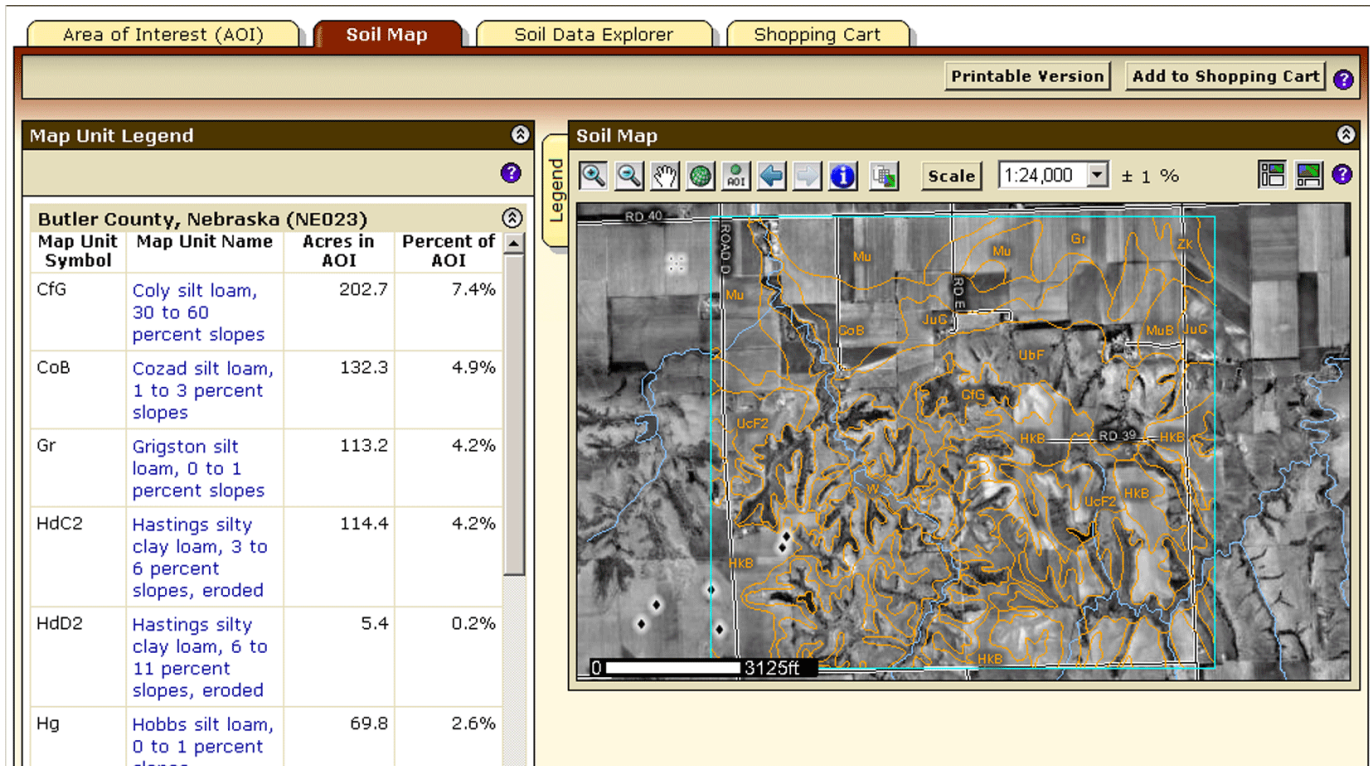 Area of Interest (AOI)
Soil Map
Soil Data Explorer
Shopping Cart
Printable Version
Add to Shopping Cart
?
Map Unit Legend
?
Butler County, Nebraska (NE023)
Map Unit Symbol
Map Unit Name
Acres in AOI
Percent of AOI
CfG
Coly silt loam,
30 to 60
percent slopes
202.7
7.4%
CoB
Cozad silt loam,
1 to 3 percent
slopes
132.3
4.9%
Gr
Grigston silt
loam, 0 to 1
percent slopes
113.2
4.2%
HdC2
Hastings silty
clay loam, 3 to
6 percent
slopes, eroded
114.4
4.2%
HdD2
Hastings silty
clay loam, 6 to
11 percent
slopes, eroded
5.4
0.2%
Hg
Hobbs silt loam,
0 to 1 percent
slopes
69.8
2.6%
Legend
Soil Map
AOI
i
Scale
1:24,000
± 1 %
?
RD 40
ROAD D
Mu
Mu
Gr
ZK
Mu
RD E
CoB
JuC
MuB
JuC
UbF
CfG
UcF2
HkB
RD 39
HkB
W
UcF2
HkB
HkB
HkB
0
3125ft